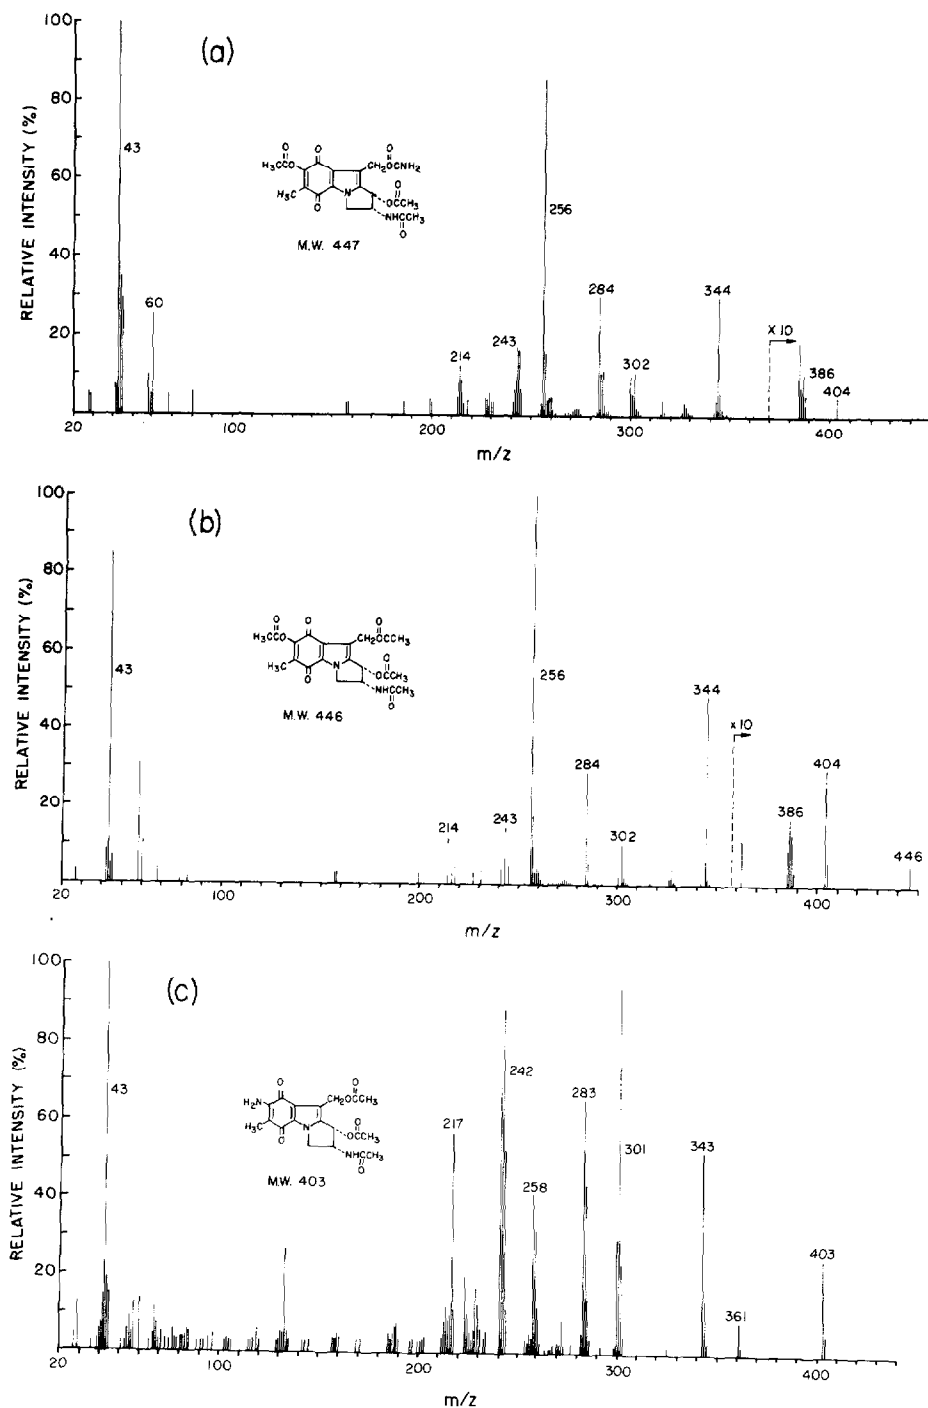 (a)
RELATIVE INTENSITY (%)
100
80
60
40
20
43
60
214
243
256
284
302
344
X 10
386
404
H₃CCO
O
O
O
CH₂OCNH₂
O
H₃C
N
O
OCCH₃
O
NHCCH₃
O
M.W. 447
20 100 200 300 400
m/z
(b)
RELATIVE INTENSITY (%)
100
80
60
40
20
43
214
243
256
284
302
344
x 10
386
404
446
H₃CCO
O
O
O
CH₂OCCH₃
O
H₃C
N
O
OCCH₃
O
NHCCH₃
O
M.W. 446
20 100 200 300 400
m/z
(c)
RELATIVE INTENSITY (%)
100
80
60
40
20
43
217
242
258
283
301
343
361
403
H₂N
O
O
CH₂OCCH₃
H₃C
N
O
O
OCCH₃
NHCCH₃
O
M.W. 403
20 100 200 300 400
m/z